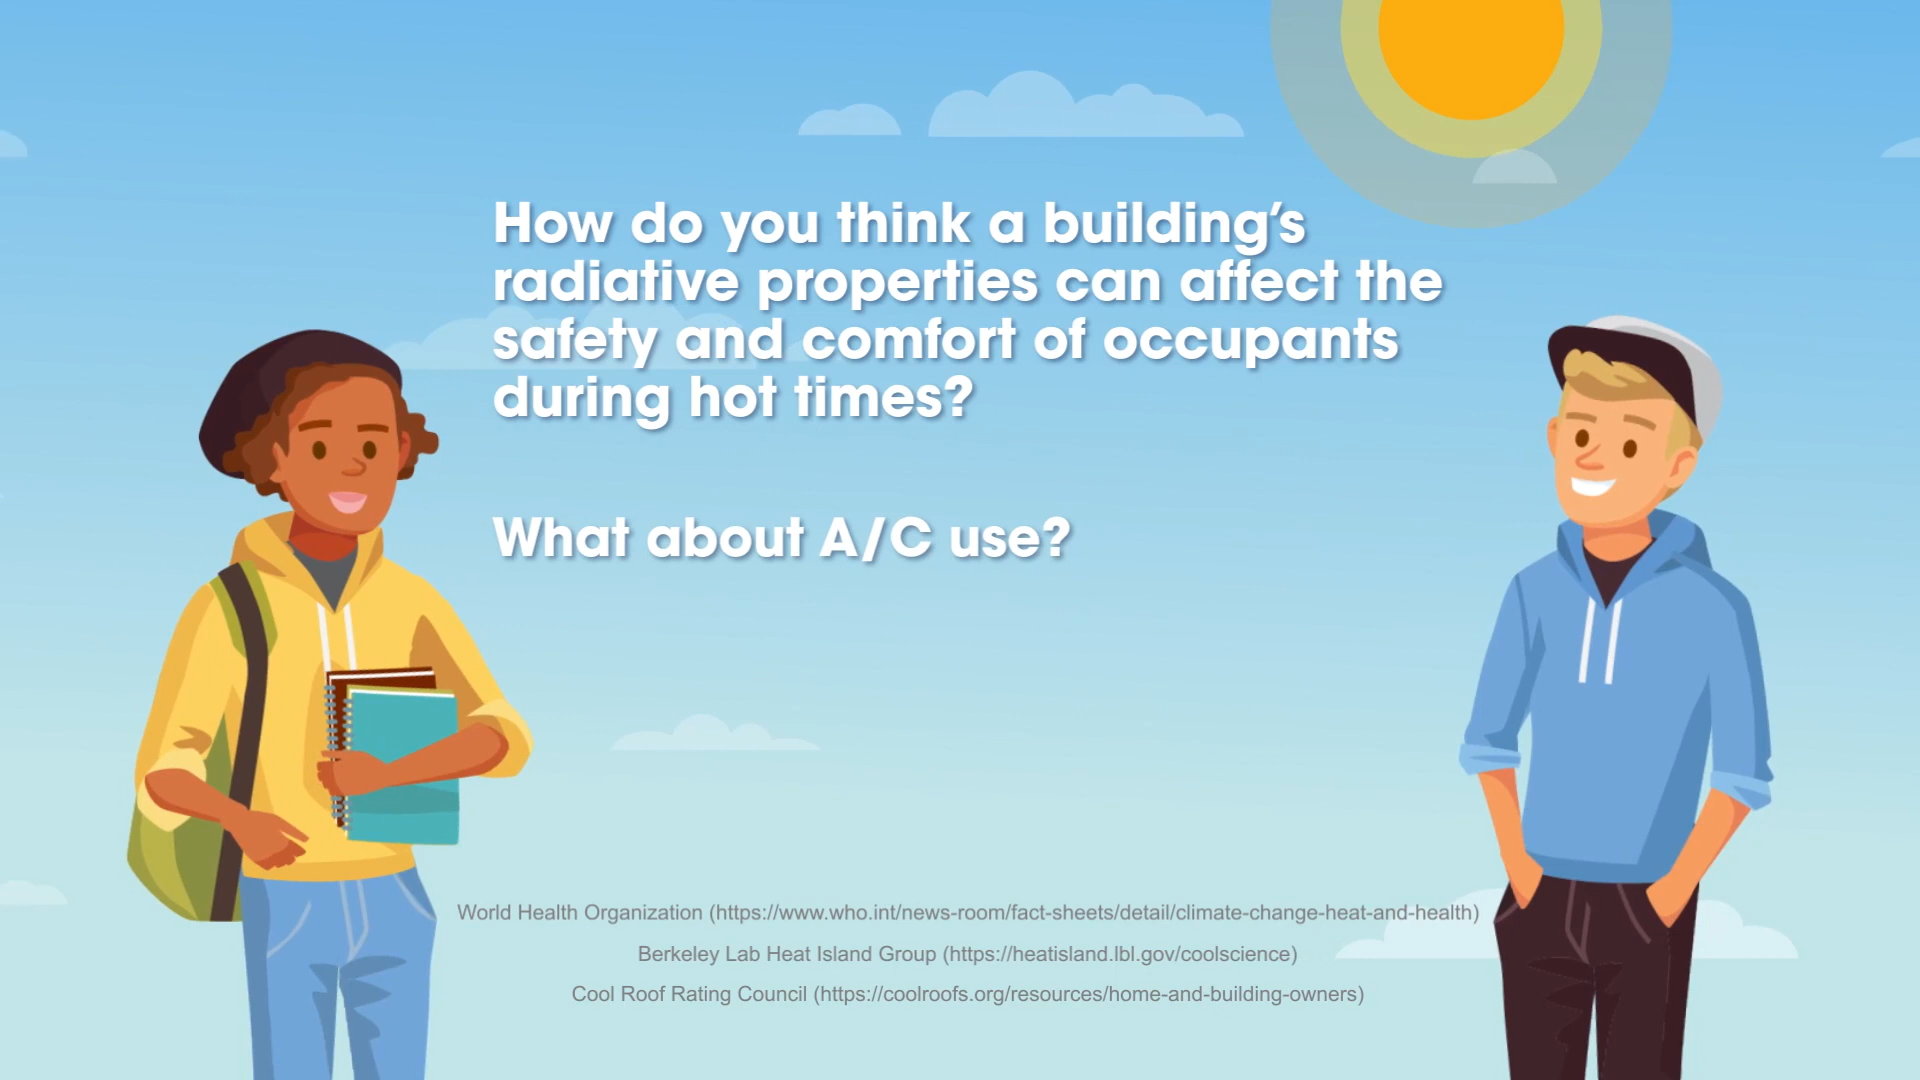 How do you think a building’s
radiative properties can affect the
safety and comfort of occupants
during hot times?
What about A/C use?
World Health Organization (https://www.who.int/news-room/fact-sheets/detail/climate-change-heat-and-health)
Berkeley Lab Heat Island Group (https://heatisland.lbl.gov/coolscience)
Cool Roof Rating Council (https://coolroofs.org/resources/home-and-building-owners)